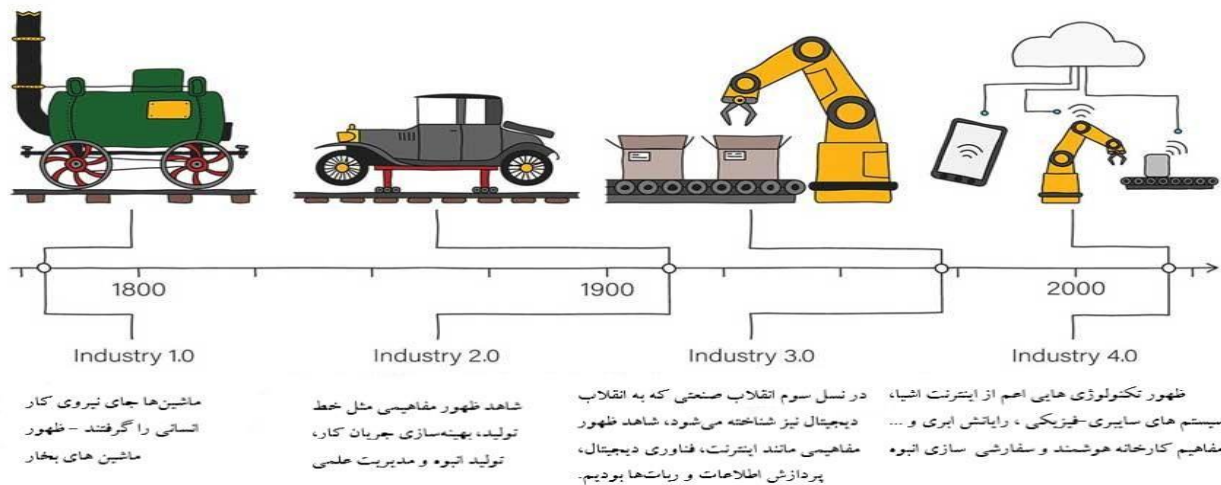 1800
1900
2000
Industry 1.0
Industry 2.0
Industry 3.0
Industry 4.0
ماشین‌ها جای نیروی کار
انسانی را گرفتند – ظهور
ماشین های بخار
شاهد ظهور مفاهیمی مثل خط
تولید، بهینه‌سازی جریان کار،
تولید انبوه و مدیریت علمی
در نسل سوم انقلاب صنعتی که به انقلاب
دیجیتال نیز شناخته می‌شود، شاهد ظهور
مفاهیمی مانند اینترنت، فناوری دیجیتال،
پردازش اطلاعات و ربات‌ها بودیم.
ظهور تکنولوژی هایی اعم از اینترنت اشیا،
سیستم های سایبری-فیزیکی ، رایانش ابری و ...
مفاهیم کارخانه هوشمند و سفارشی سازی انبوه